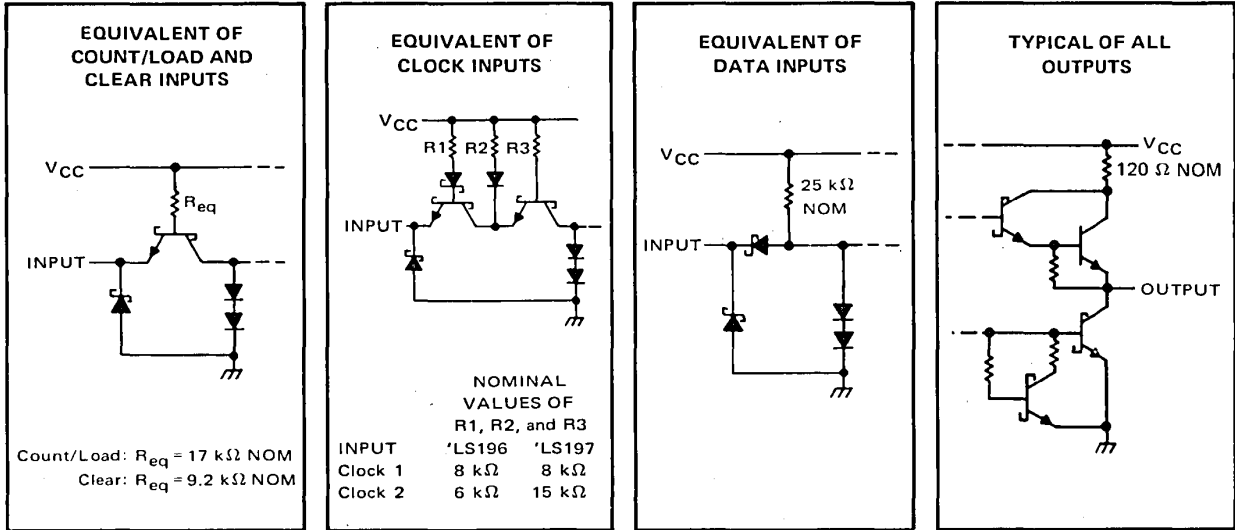 EQUIVALENT OF
COUNT/LOAD AND
CLEAR INPUTS
VCC
Req
INPUT
Count/Load: Req = 17 kΩ NOM
Clear: Req = 9.2 kΩ NOM
EQUIVALENT OF
CLOCK INPUTS
VCC
R1 R2 R3
INPUT
NOMINAL
VALUES OF
R1, R2, and R3
INPUT 'LS196 'LS197
Clock 1 8 kΩ 8 kΩ
Clock 2 6 kΩ 15 kΩ
EQUIVALENT OF
DATA INPUTS
VCC
25 kΩ
NOM
INPUT
TYPICAL OF ALL
OUTPUTS
VCC
120 Ω NOM
OUTPUT